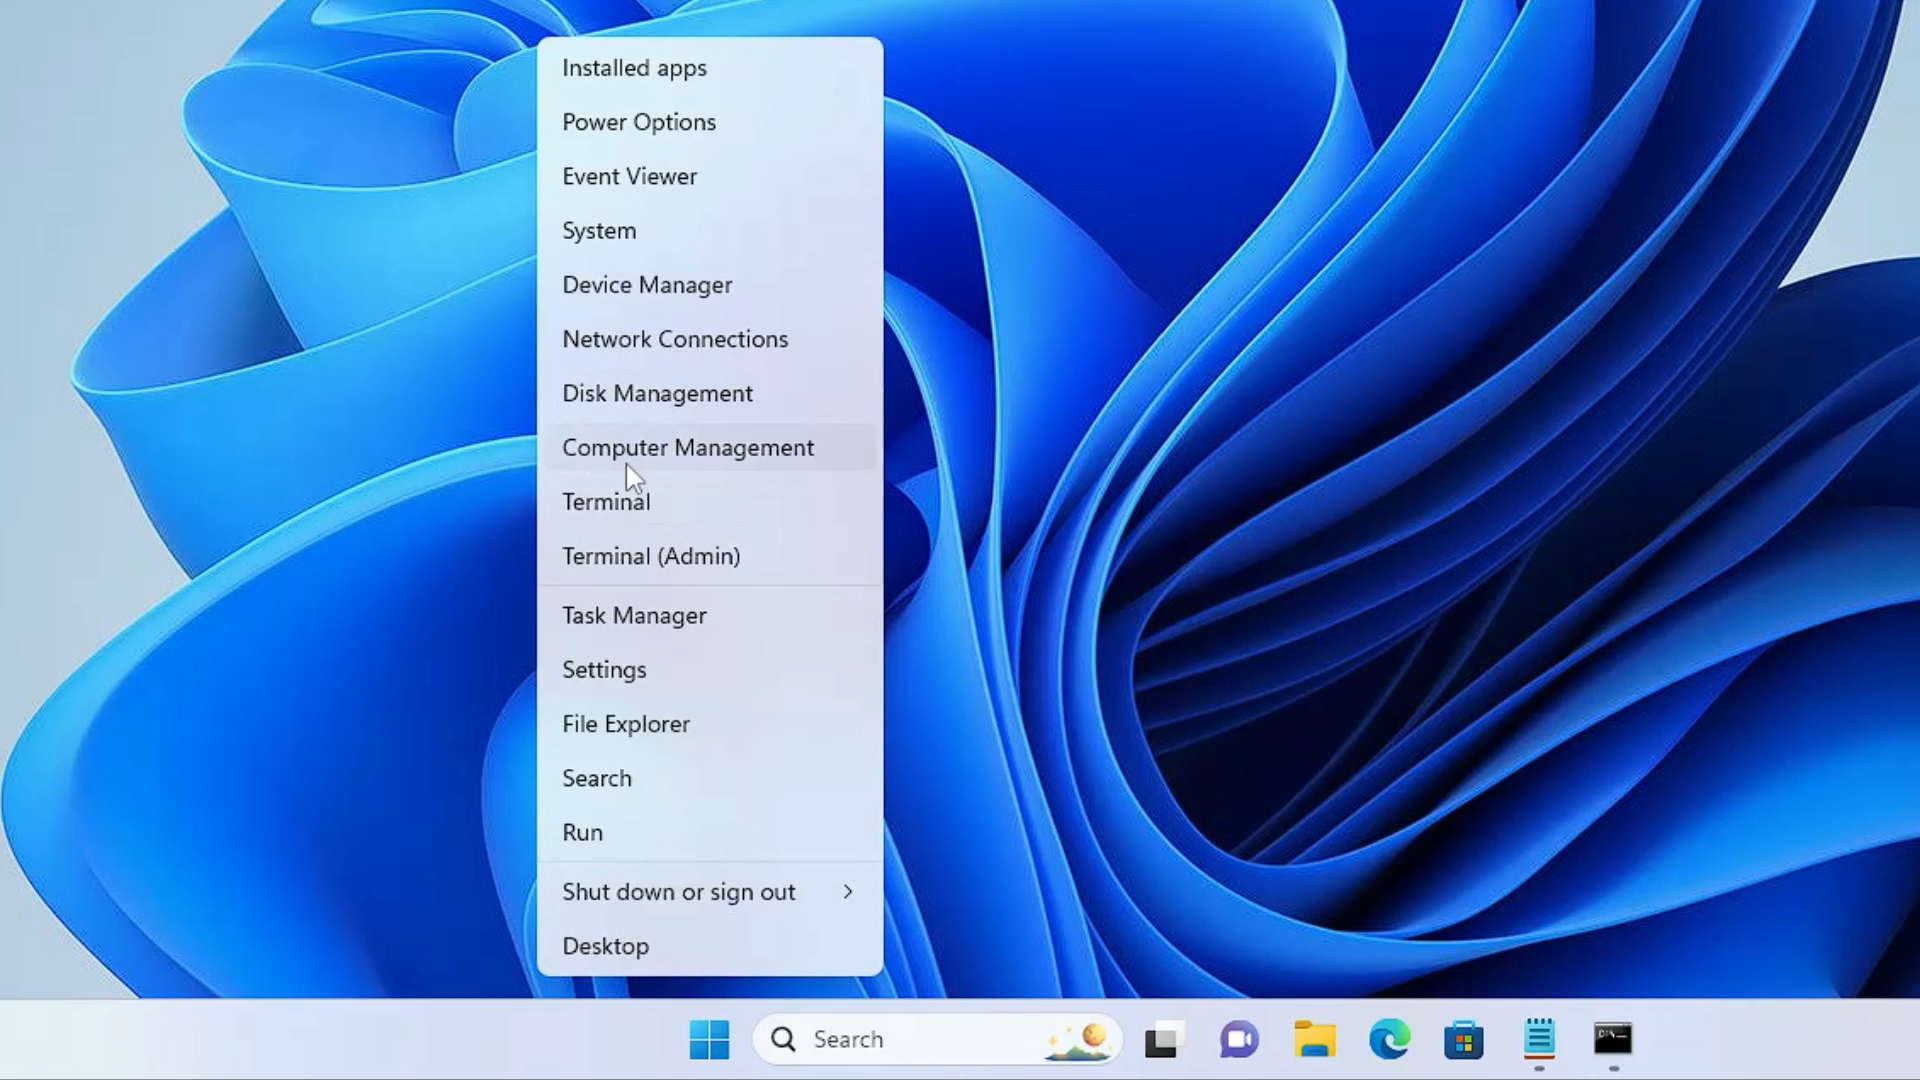 Installed apps
Power Options
Event Viewer
System
Device Manager
Network Connections
Disk Management
Computer Management
Terminal
Terminal (Admin)
Task Manager
Settings
File Explorer
Search
Run
Shut down or sign out
Desktop
Search